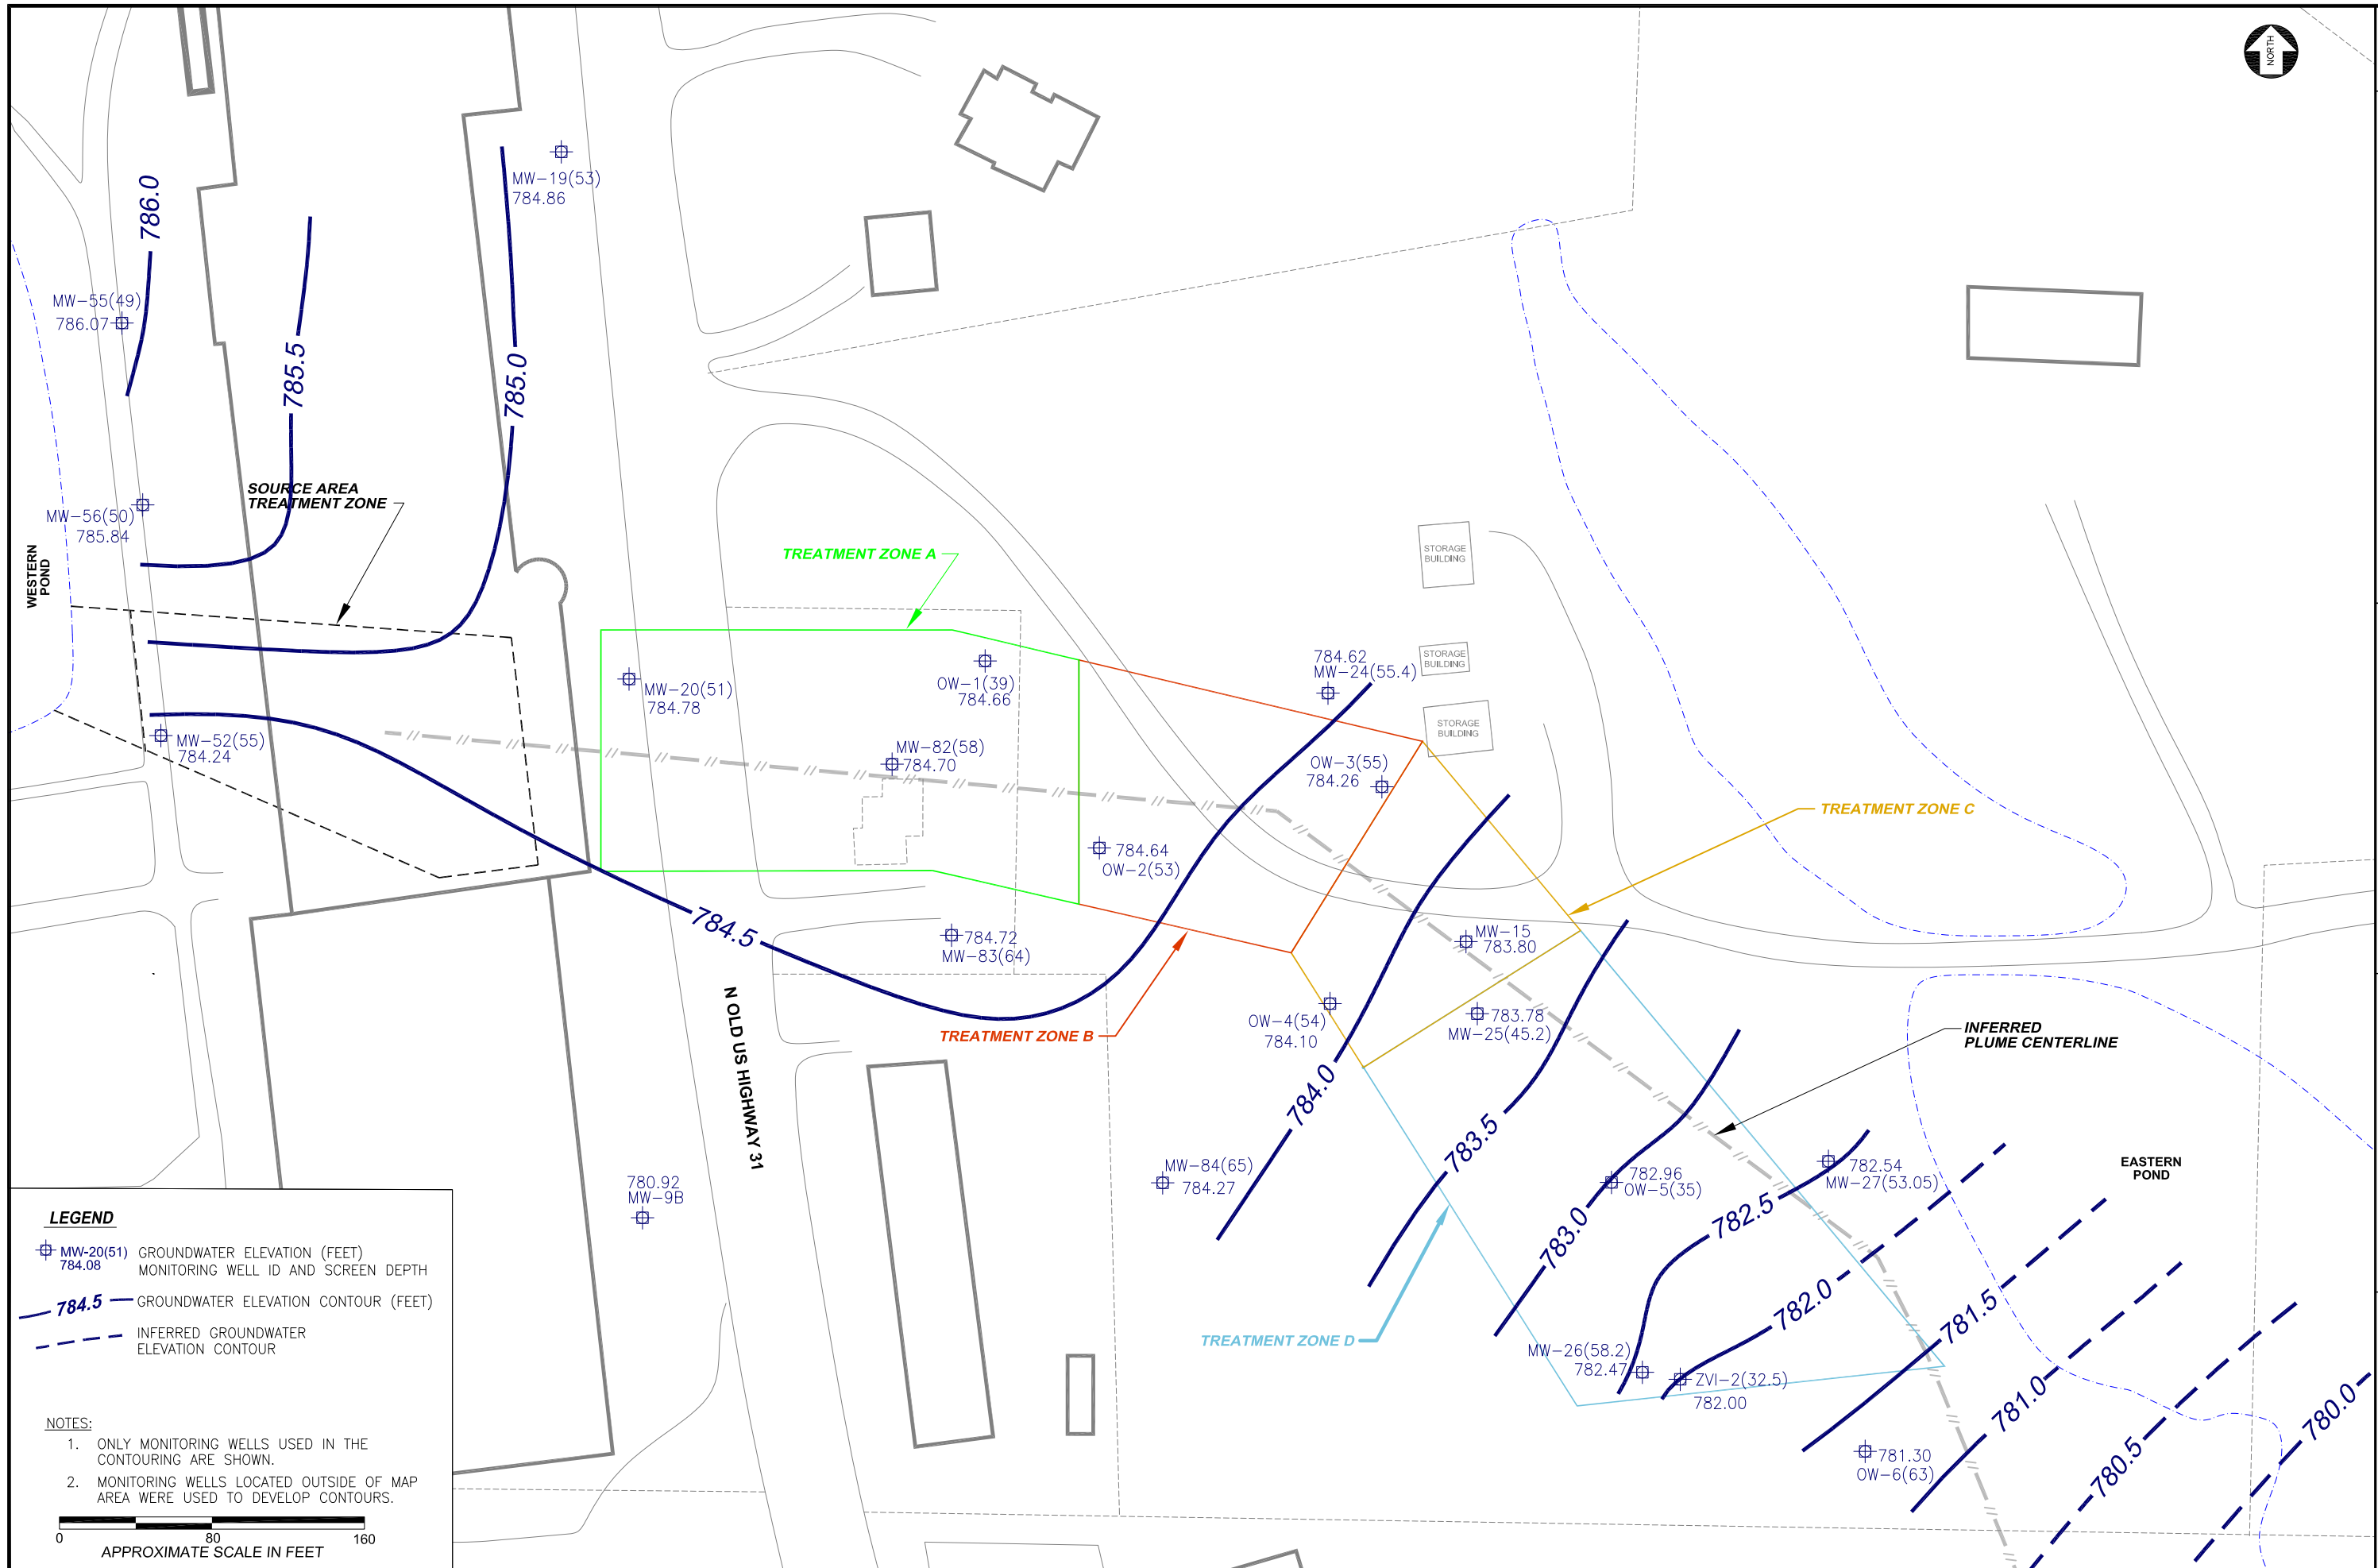 NORTH
786.0
MW-19(53)
784.86
MW-55(49)
786.07
785.5
785.0
SOURCE AREA
TREATMENT ZONE
MW-56(50)
785.84
WESTERN
POND
TREATMENT ZONE A
STORAGE
BUILDING
STORAGE
BUILDING
STORAGE
BUILDING
784.62
MW-24(55.4)
OW-1(39)
784.66
MW-20(51)
784.78
MW-52(55)
784.24
MW-82(58)
784.70
OW-3(55)
784.26
TREATMENT ZONE C
784.64
OW-2(53)
784.5
784.72
MW-83(64)
MW-15
783.80
N OLD US HIGHWAY 31
TREATMENT ZONE B
OW-4(54)
784.10
783.78
MW-25(45.2)
INFERRED
PLUME CENTERLINE
784.0
783.5
EASTERN
POND
MW-84(65)
784.27
780.92
MW-9B
782.96
OW-5(35)
782.54
MW-27(53.05)
783.0
782.5
782.0
781.5
TREATMENT ZONE D
MW-26(58.2)
782.47
ZVI-2(32.5)
782.00
781.0
780.5
780.0
781.30
OW-6(63)
LEGEND
MW-20(51)
784.08
GROUNDWATER ELEVATION (FEET)
MONITORING WELL ID AND SCREEN DEPTH
784.5
GROUNDWATER ELEVATION CONTOUR (FEET)
INFERRED GROUNDWATER
ELEVATION CONTOUR
NOTES:
1. ONLY MONITORING WELLS USED IN THE
CONTOURING ARE SHOWN.
2. MONITORING WELLS LOCATED OUTSIDE OF MAP
AREA WERE USED TO DEVELOP CONTOURS.
0 80 160
APPROXIMATE SCALE IN FEET